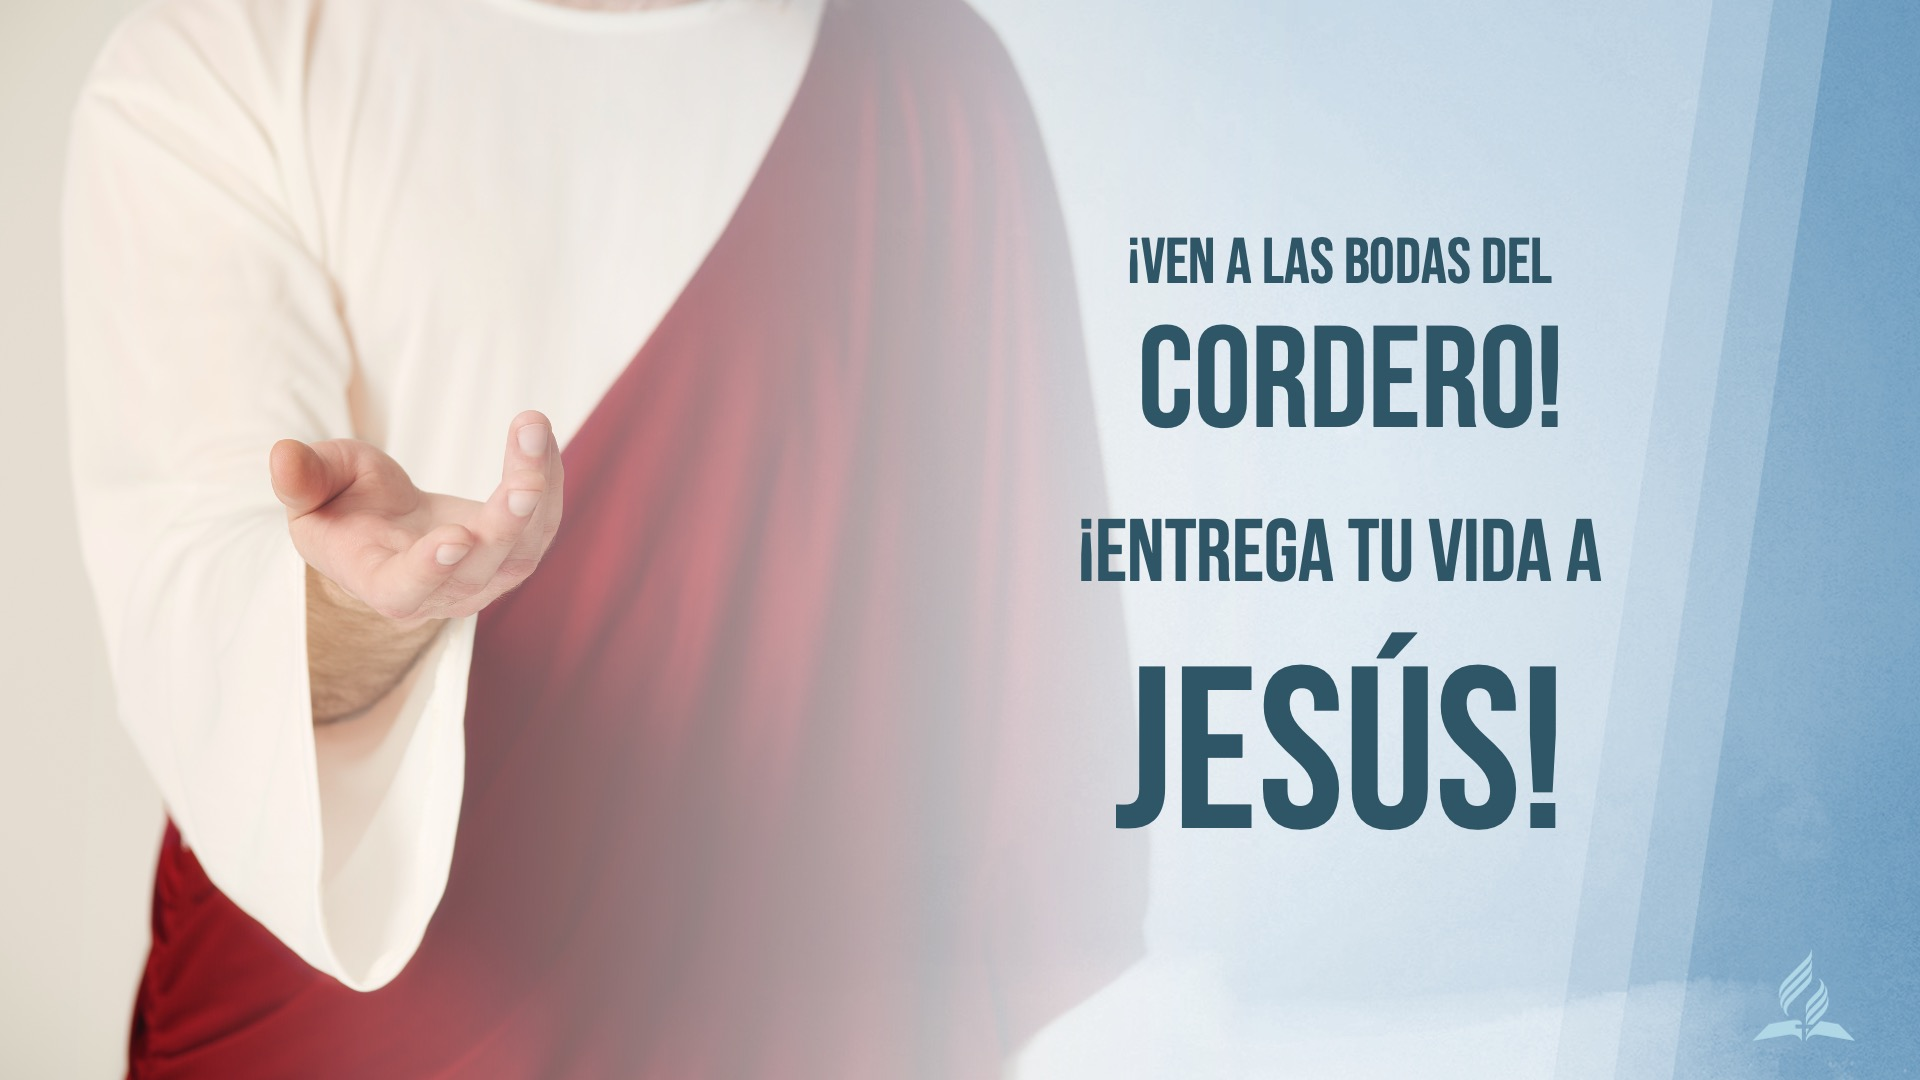 ¡VEN A LAS BODAS DEL
CORDERO!
¡ENTREGA TU VIDA A
JESÚS!